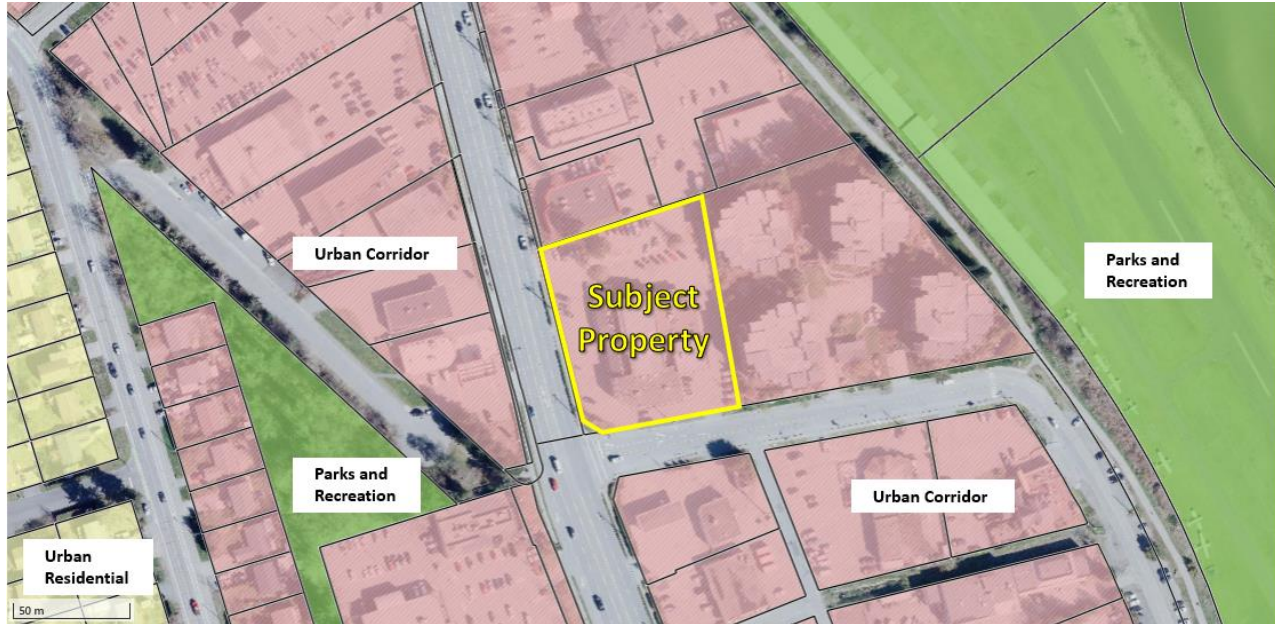 Urban Corridor
Subject
Property
Parks and
Recreation
Parks and
Recreation
Urban Corridor
Urban
Residential
50 m